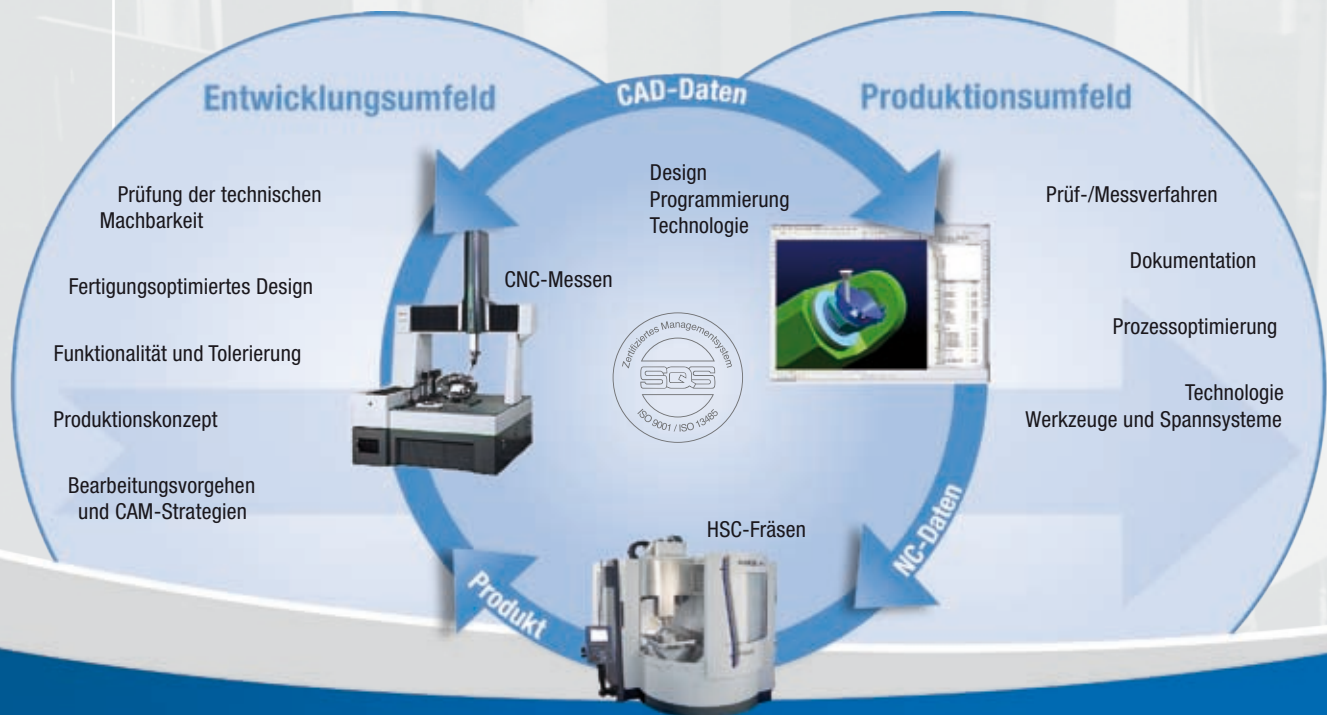 Entwicklungsumfeld
CAD-Daten
Produktionsumfeld
Prüfung der technischen
Machbarkeit
Fertigungsoptimiertes Design
Funktionalität und Tolerierung
Produktionskonzept
Bearbeitungsvorgehen
und CAM-Strategien
Design
Programmierung
Technologie
CNC-Messen
Zertifiziertes Managementsystem
SQS
ISO 9001 / ISO 13485
HSC-Fräsen
Produkt
NC-Daten
Prüf-/Messverfahren
Dokumentation
Prozessoptimierung
Technologie
Werkzeuge und Spannsysteme